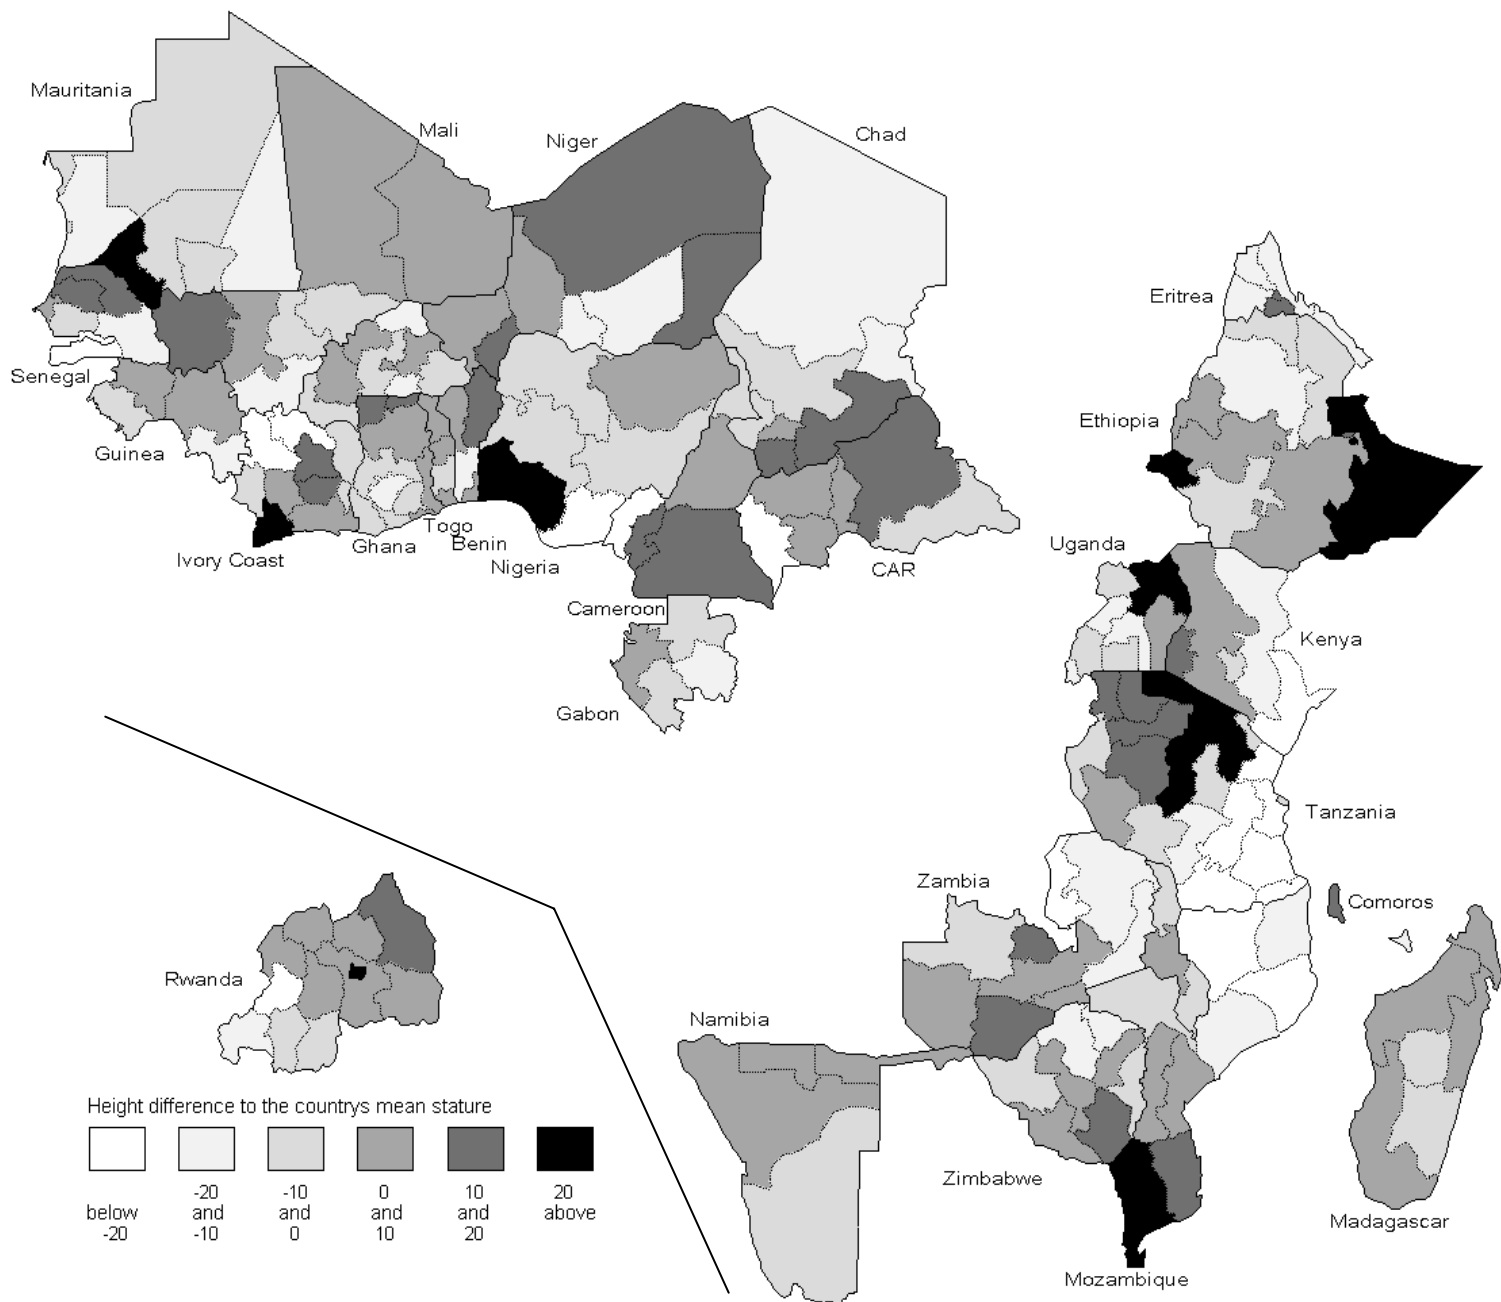 Mauritania
Mali
Niger
Chad
Eritrea
Senegal
Ethiopia
Guinea
Togo
Ghana
Benin
Ivory Coast
Nigeria
Uganda
CAR
Cameroon
Kenya
Gabon
Tanzania
Zambia
Comoros
Rwanda
Namibia
Zimbabwe
Madagascar
Mozambique
Height difference to the countrys mean stature
below
-20
-20
and
-10
-10
and
0
0
and
10
10
and
20
20
above